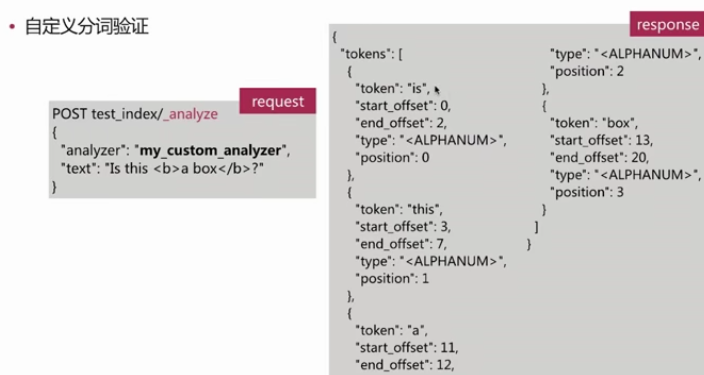 • 自定义分词验证
request
POST test_index/_analyze
{
"analyzer": "my_custom_analyzer",
"text": "Is this <b>a box</b>?"
}
response
{
"tokens": [
{
"token": "is",
"start_offset": 0,
"end_offset": 2,
"type": "<ALPHANUM>",
"position": 0
},
{
"token": "this",
"start_offset": 3,
"end_offset": 7,
"type": "<ALPHANUM>",
"position": 1
},
{
"token": "a",
"start_offset": 11,
"end_offset": 12,
"type": "<ALPHANUM>",
"position": 2
},
{
"token": "box",
"start_offset": 13,
"end_offset": 20,
"type": "<ALPHANUM>",
"position": 3
}
]
}